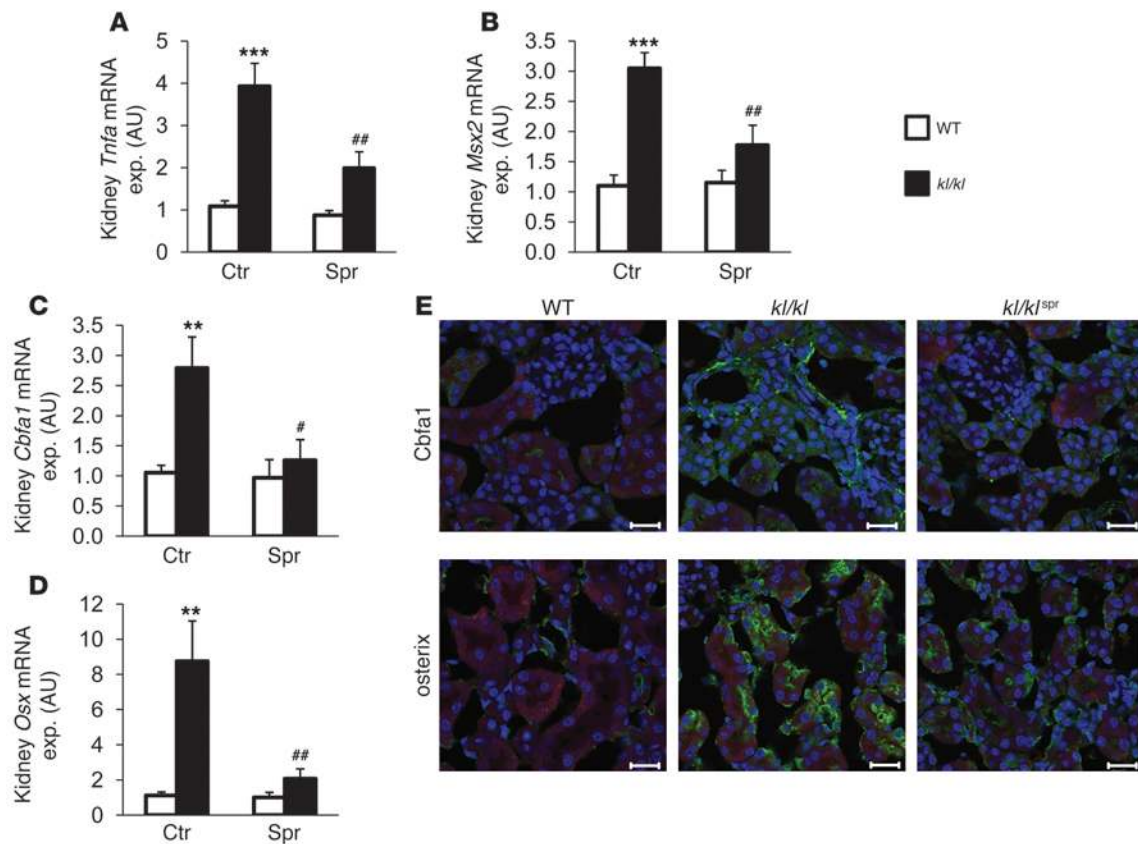 A
Kidney Tnfa mRNA
exp. (AU)
5
4
3
2
1
0
***
##
Ctr
Spr
B
Kidney Msx2 mRNA
exp. (AU)
3.5
3.0
2.5
2.0
1.5
1.0
0.5
0.0
***
##
Ctr
Spr
WT
kl/kl
C
Kidney Cbfa1 mRNA
exp. (AU)
3.5
3.0
2.5
2.0
1.5
1.0
0.5
0.0
**
#
Ctr
Spr
D
Kidney Osx mRNA
exp. (AU)
12
10
8
6
4
2
0
**
##
Ctr
Spr
E
WT
kl/kl
kl/klspr
Cbfa1
osterix